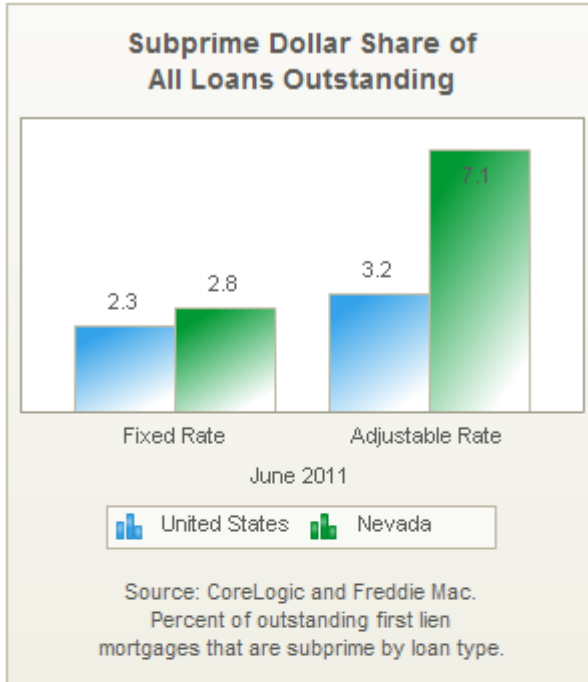 Subprime Dollar Share of
All Loans Outstanding
2.3
2.8
3.2
7.1
Fixed Rate
Adjustable Rate
June 2011
United States
Nevada
Source: CoreLogic and Freddie Mac.
Percent of outstanding first lien
mortgages that are subprime by loan type.